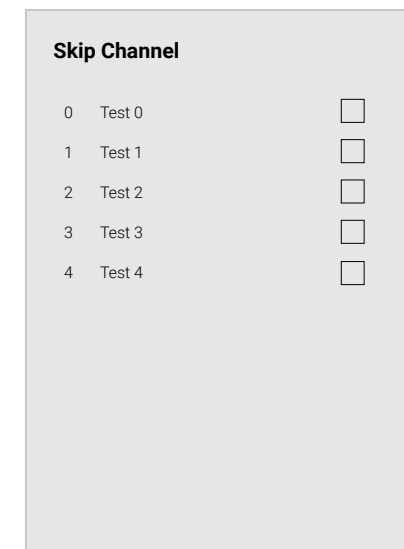 Skip Channel
0 Test 0
1 Test 1
2 Test 2
3 Test 3
4 Test 4